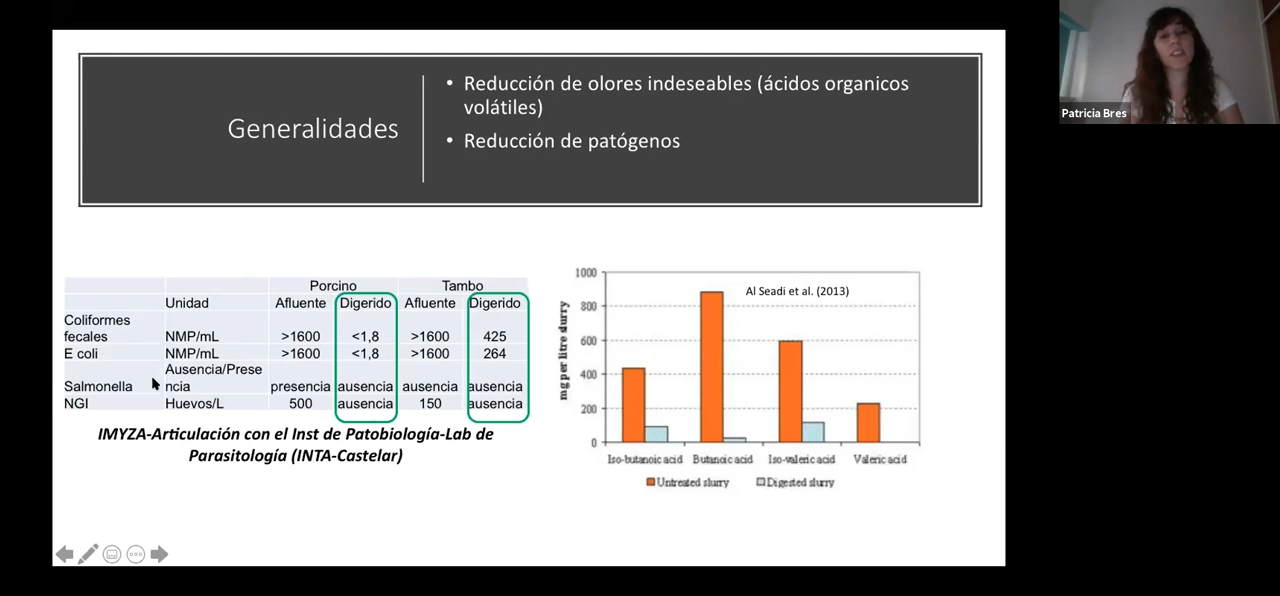 Generalidades
• Reducción de olores indeseables (ácidos organicos
volátiles)
• Reducción de patógenos
Patricia Bres
Porcino Tambo
Unidad Afluente Digerido Afluente Digerido
Coliformes
fecales NMP/mL >1600 <1,8 >1600 425
E coli NMP/mL >1600 <1,8 >1600 264
Ausencia/Prese
Salmonella ncia presencia ausencia ausencia ausencia
NGI Huevos/L 500 ausencia 150 ausencia
IMYZA-Articulación con el Inst de Patobiología-Lab de
Parasitología (INTA-Castelar)
Al Seadi et al. (2013)
mg per litre slurry
1000
800
600
400
200
0
Iso-butanoic acid Butanoic acid Iso-valeric acid Valeric acid
Untreated slurry Digested slurry